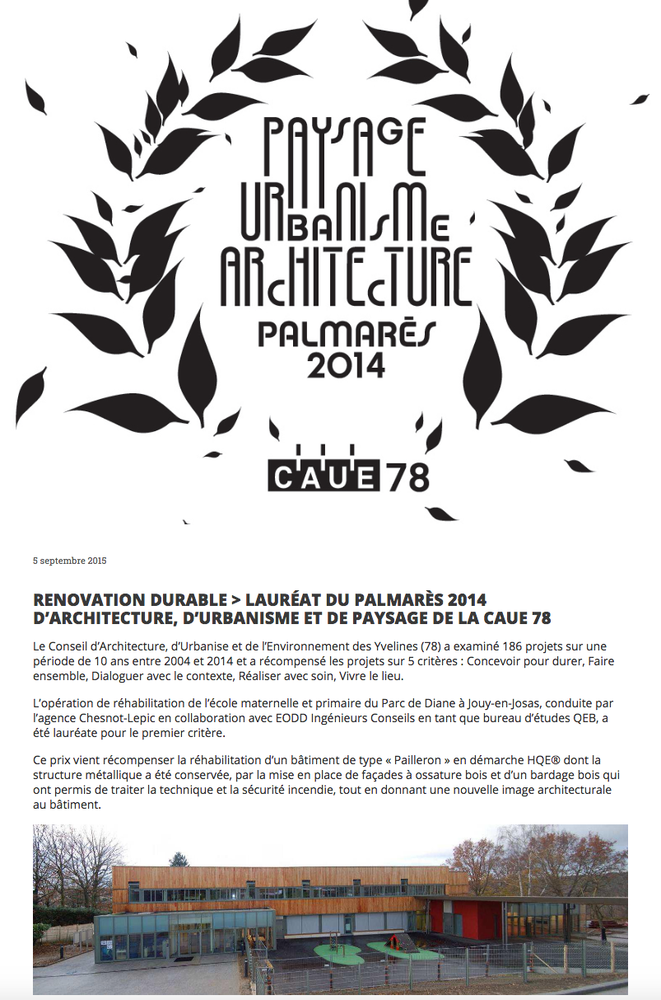 PAYSAGE
URBANISME
ARCHITECTURE
PALMARÈS
2014
CAUE 78
5 septembre 2015
RENOVATION DURABLE > LAURÉAT DU PALMARÈS 2014
D’ARCHITECTURE, D’URBANISME ET DE PAYSAGE DE LA CAUE 78
Le Conseil d’Architecture, d’Urbanise et de l’Environnement des Yvelines (78) a examiné 186 projets sur une
période de 10 ans entre 2004 et 2014 et a récompensé les projets sur 5 critères : Concevoir pour durer, Faire
ensemble, Dialoguer avec le contexte, Réaliser avec soin, Vivre le lieu.
L’opération de réhabilitation de l’école maternelle et primaire du Parc de Diane à Jouy-en-Josas, conduite par
l’agence Chesnot-Lepic en collaboration avec EODD Ingénieurs Conseils en tant que bureau d’études QEB, a
été lauréate pour le premier critère.
Ce prix vient récompenser la réhabilitation d’un bâtiment de type « Pailleron » en démarche HQE® dont la
structure métallique a été conservée, par la mise en place de façades à ossature bois et d’un bardage bois qui
ont permis de traiter la technique et la sécurité incendie, tout en donnant une nouvelle image architecturale
au bâtiment.